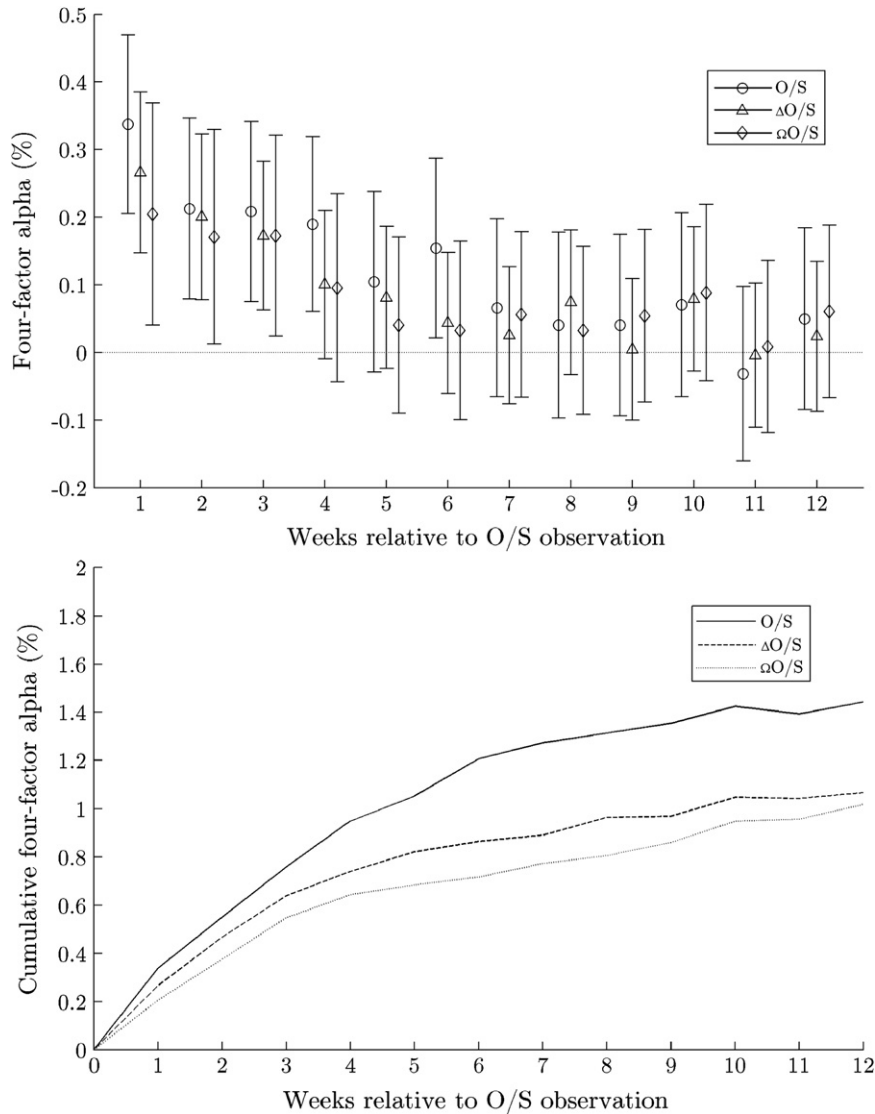 0.5
0.4
0.3
0.2
0.1
0
-0.1
-0.2
Four-factor alpha (%)
O/S
ΔO/S
ΩO/S
1 2 3 4 5 6 7 8 9 10 11 12
Weeks relative to O/S observation
2
1.8
1.6
1.4
1.2
1
0.8
0.6
0.4
0.2
0
Cumulative four-factor alpha (%)
O/S
ΔO/S
ΩO/S
0 1 2 3 4 5 6 7 8 9 10 11 12
Weeks relative to O/S observation